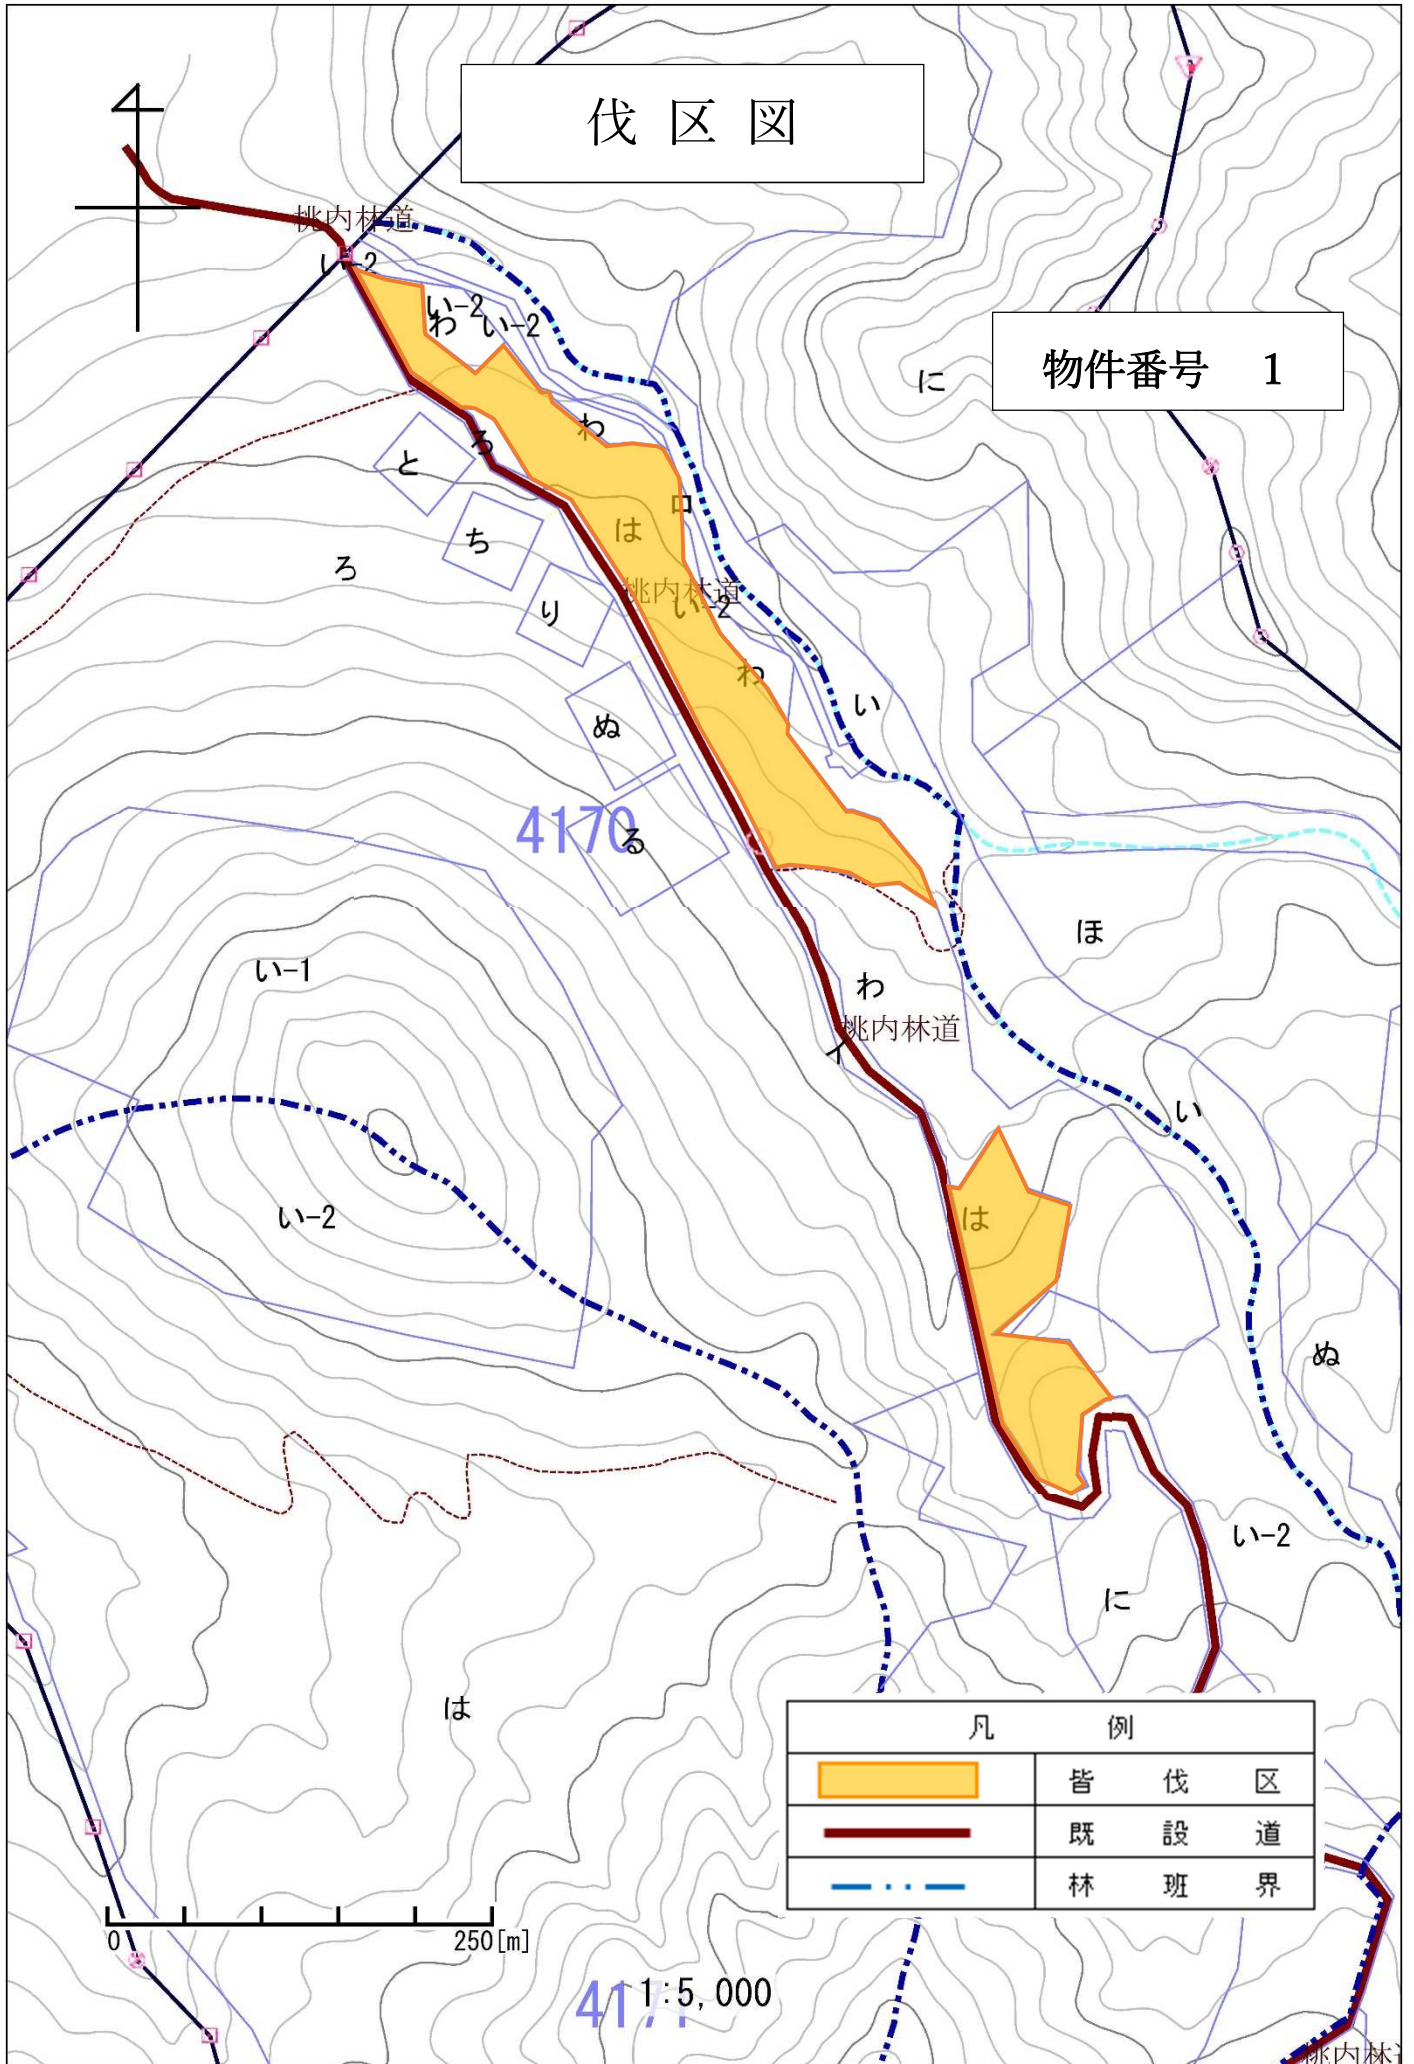 伐区図
桃内林道
い-2
い-2
わ い-2
物件番号 1
に
わ
ろ
と
ロ
は
ち
ろ
桃内林道
い-2
り
わ
い
ぬ
4170
る
ほ
い-1
わ
桃内林道
イ
い
い-2
は
ぬ
い-2
に
は
凡例
皆伐区
既設道
林班界
0 250[m]
1:5,000
桃内林